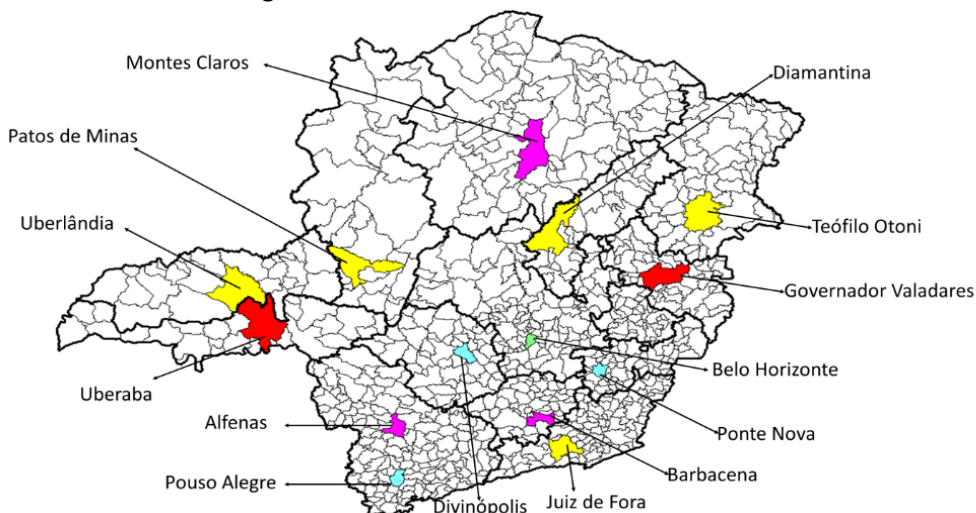 Montes Claros
Diamantina
Patos de Minas
Uberlândia
Teófilo Otoni
Governador Valadares
Belo Horizonte
Uberaba
Alfenas
Ponte Nova
Barbacena
Pouso Alegre
Divinópolis
Juiz de Fora